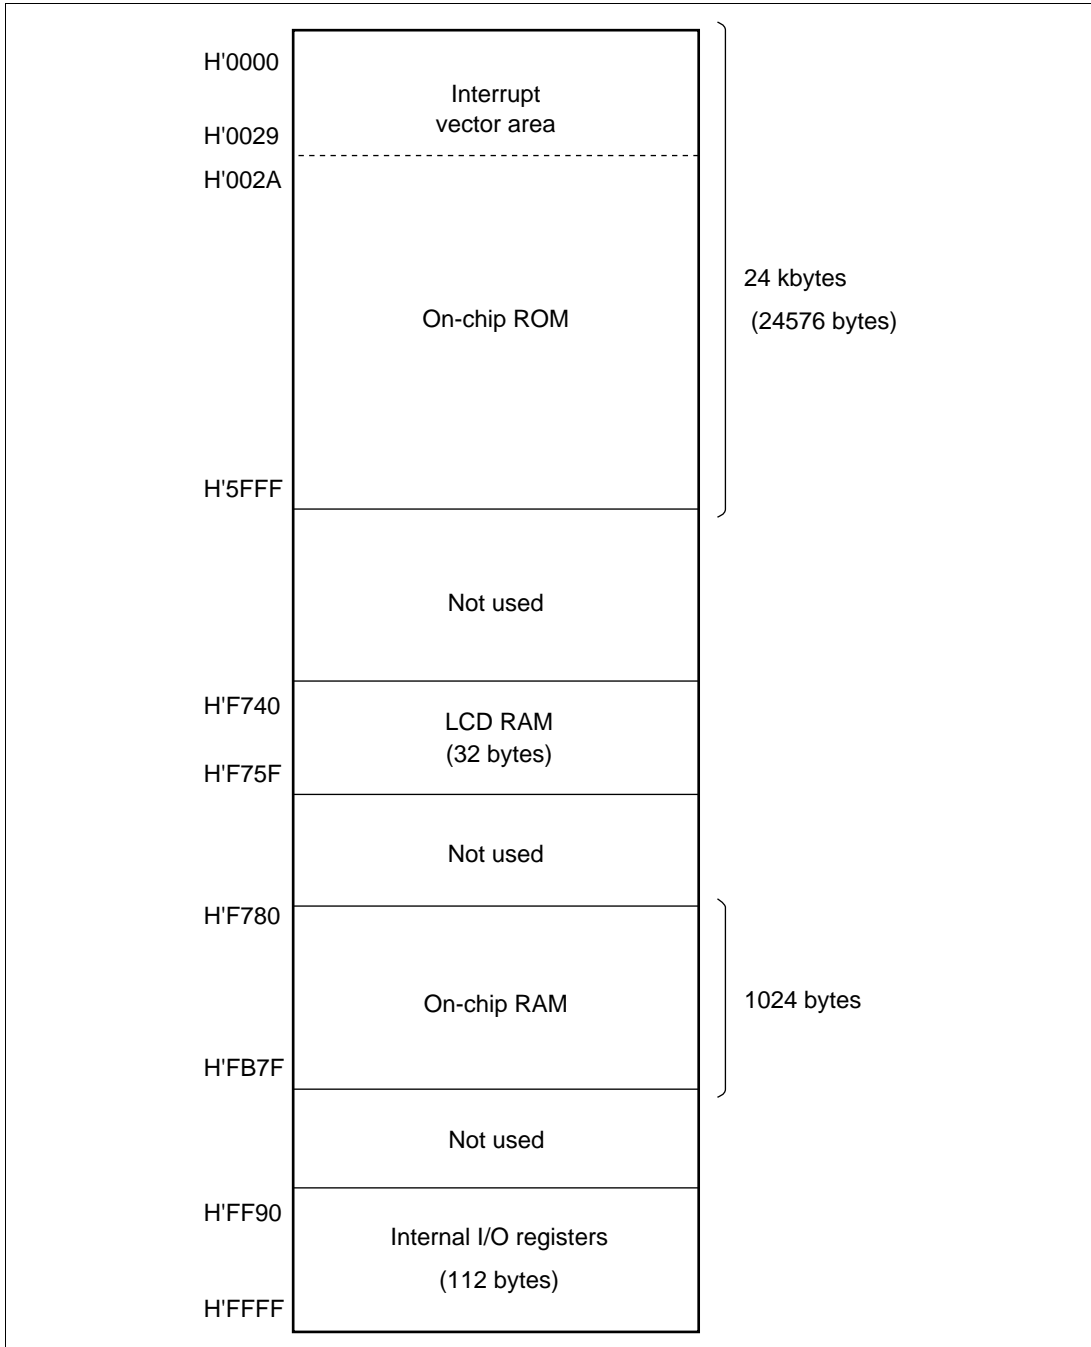 H'0000
Interrupt
vector area
H'0029
H'002A
24 kbytes
(24576 bytes)
On-chip ROM
H'5FFF
Not used
H'F740
LCD RAM
(32 bytes)
H'F75F
Not used
H'F780
On-chip RAM
1024 bytes
H'FB7F
Not used
H'FF90
Internal I/O registers
(112 bytes)
H'FFFF